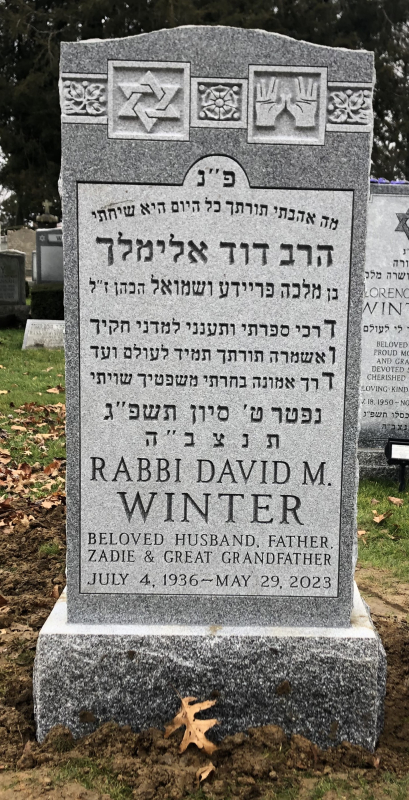 פ״נ
מה אהבתי תורתך כל היום היא שיחתי
הרב דוד אלימלך
בן מלכה פריידע ושמואל הכהן ז״ל
דרכי ספרתי ותענני למדני חקיך
ואשמרה תורתך תמיד לעולם ועד
דרך אמונה בחרתי משפטיך שויתי
נפטר ט׳ סיון תשפ״ג
ת נ צ ב ״ ה
RABBI DAVID M.
WINTER
BELOVED HUSBAND, FATHER,
ZADIE & GREAT GRANDFATHER
JULY 4, 1936~MAY 29, 2023
WIN
BELOVED